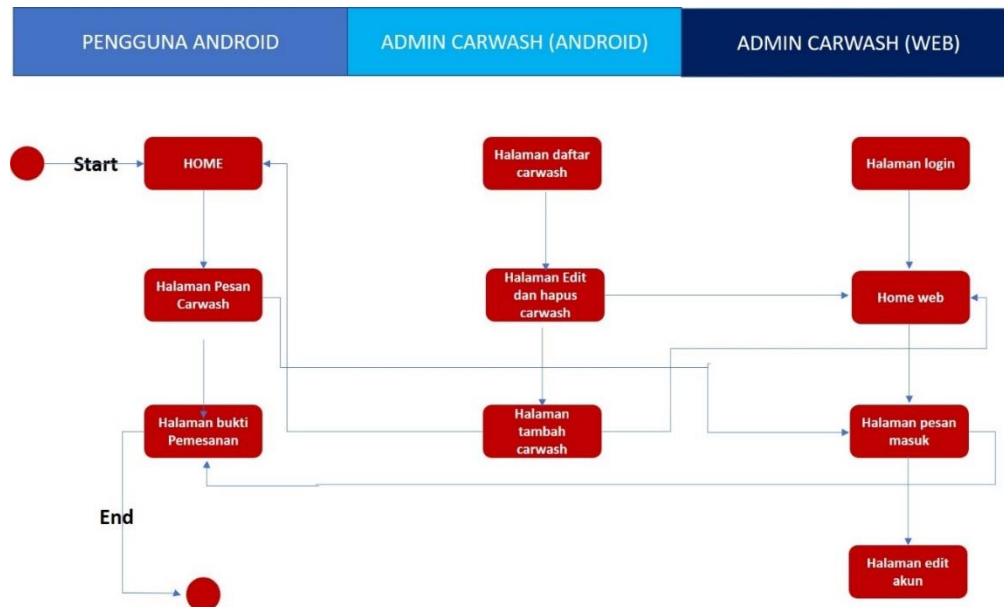 PENGGUNA ANDROID
ADMIN CARWASH (ANDROID)
ADMIN CARWASH (WEB)
Start
HOME
Halaman daftar
carwash
Halaman login
Halaman Pesan
Carwash
Halaman Edit
dan hapus
carwash
Home web
Halaman bukti
Pemesanan
Halaman
tambah
carwash
Halaman pesan
masuk
End
Halaman edit
akun